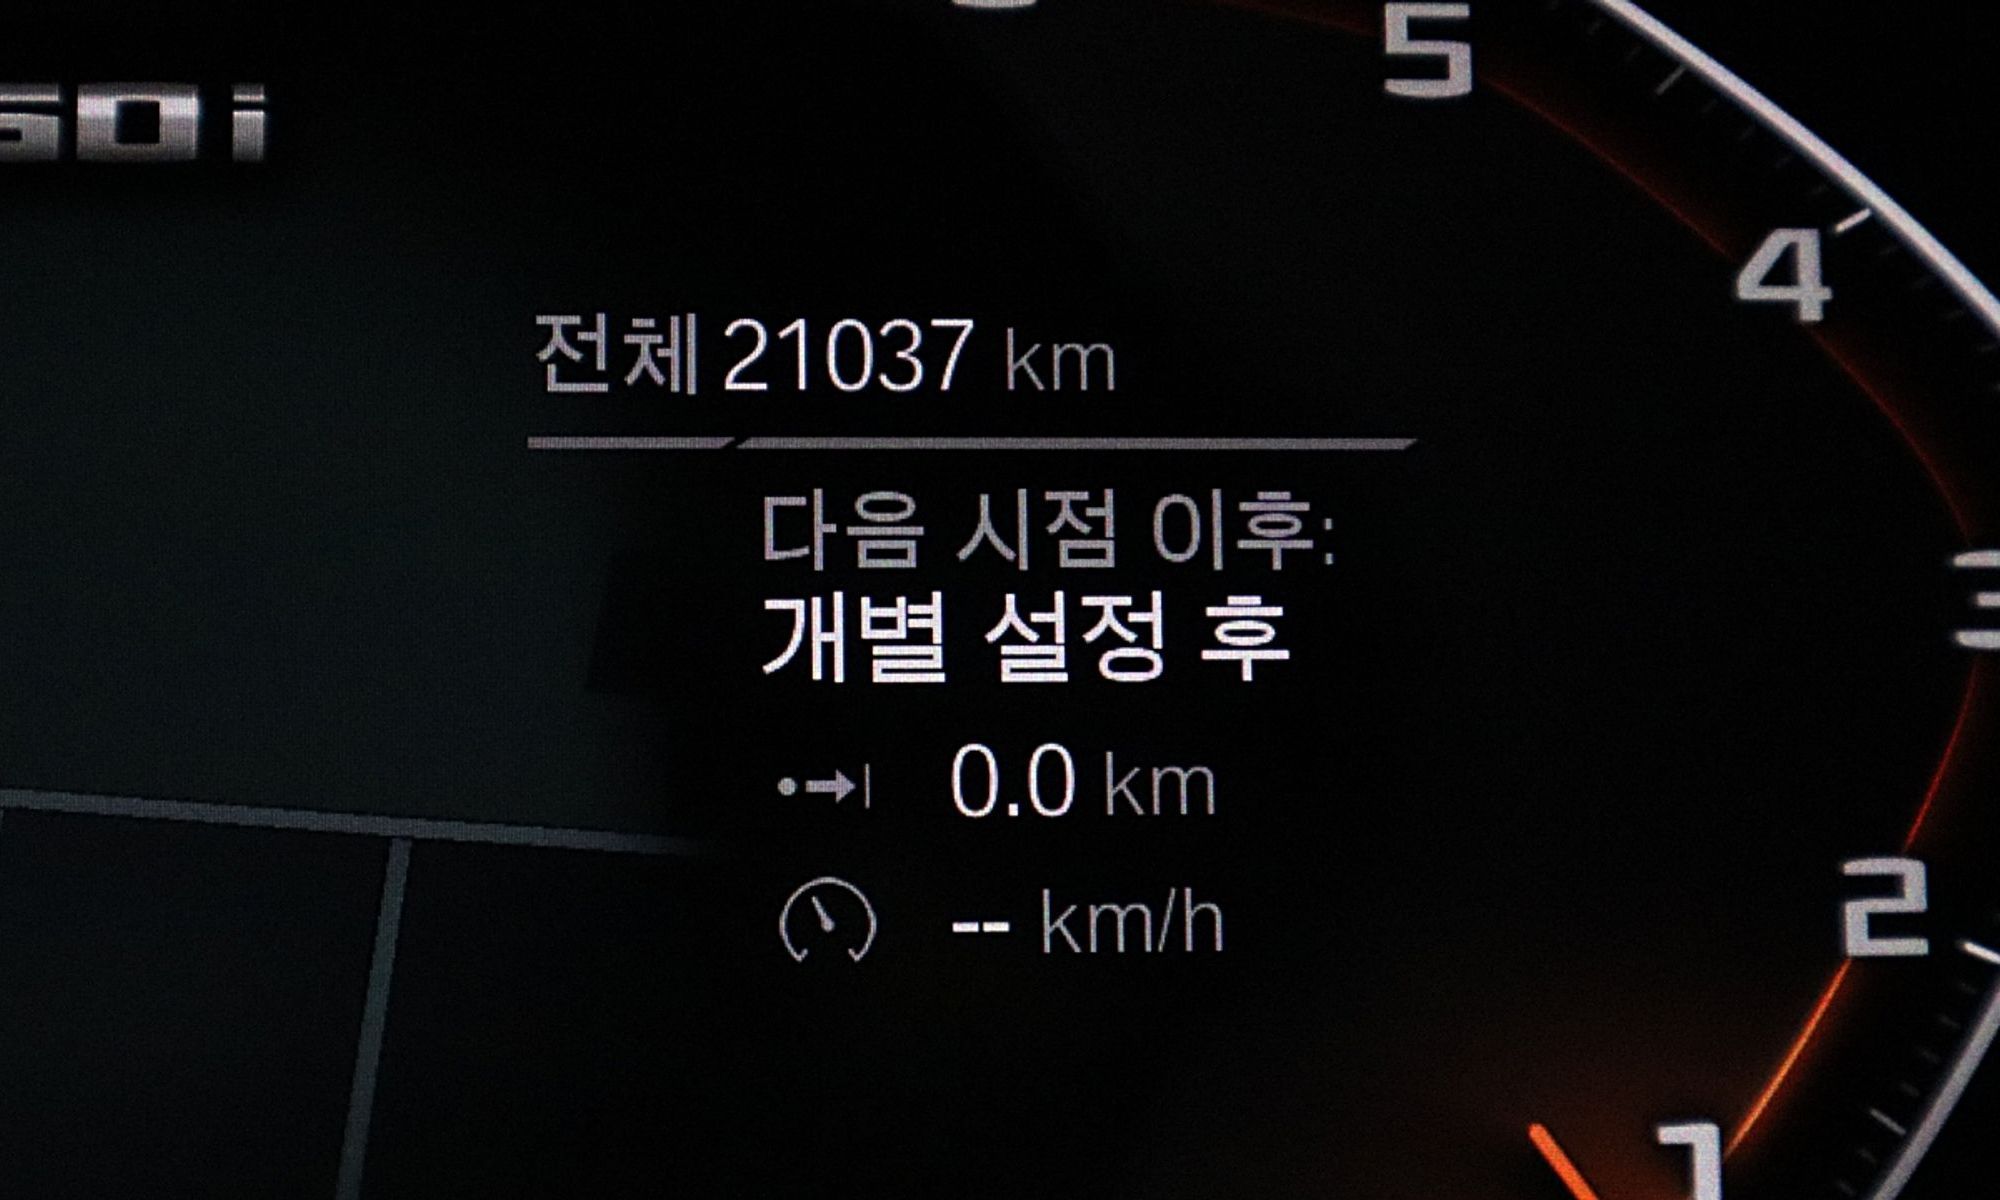 50i
5
4
전체 21037 km
다음 시점 이후:
개별 설정 후
3
0.0 km
-- km/h
2
1